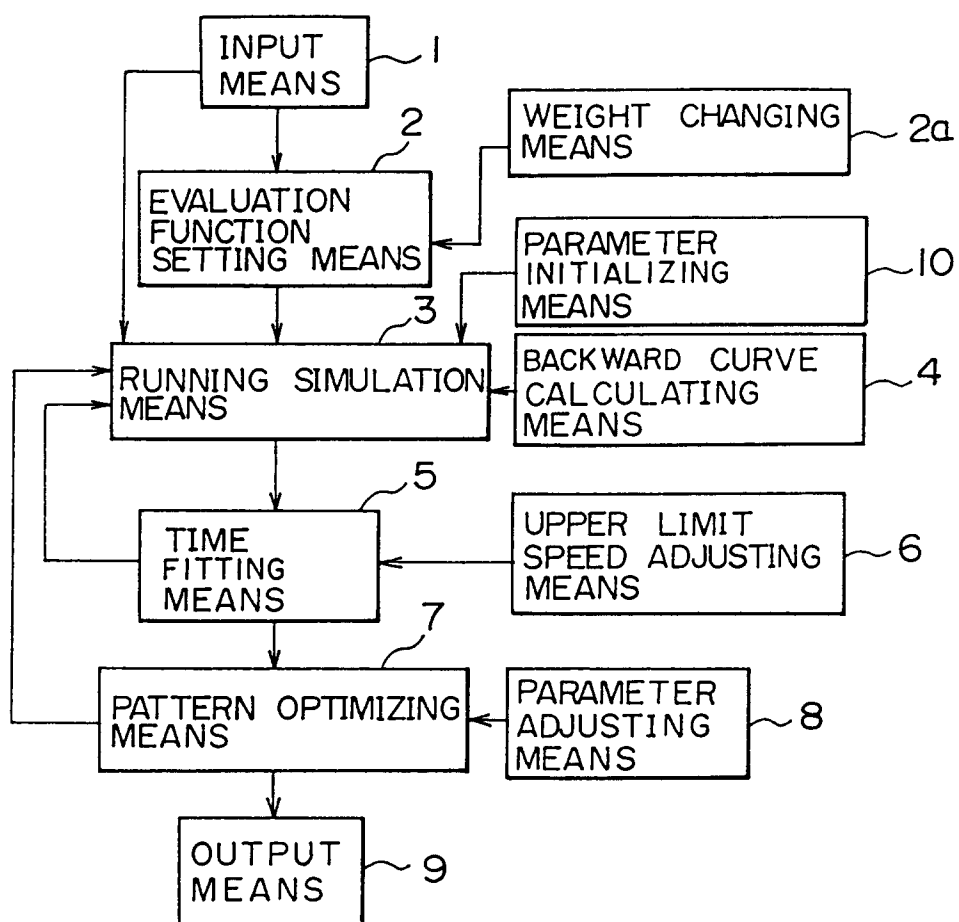 INPUT
MEANS
1
2
WEIGHT CHANGING
MEANS
2a
EVALUATION
FUNCTION
SETTING MEANS
PARAMETER
INITIALIZING
MEANS
10
3
RUNNING SIMULATION
MEANS
BACKWARD CURVE
CALCULATING
MEANS
4
5
TIME
FITTING
MEANS
UPPER LIMIT
SPEED ADJUSTING
MEANS
6
7
PATTERN OPTIMIZING
MEANS
PARAMETER
ADJUSTING
MEANS
8
OUTPUT
MEANS
9